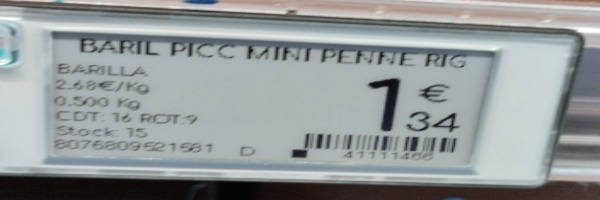 BARIL PICC MINI PENNE RIG
BARILLA
2.68€/Kg
0.500 Kg
CDT: 16 ROT:9
Stock: 15
8076809521581 D
1 € 34
41111466